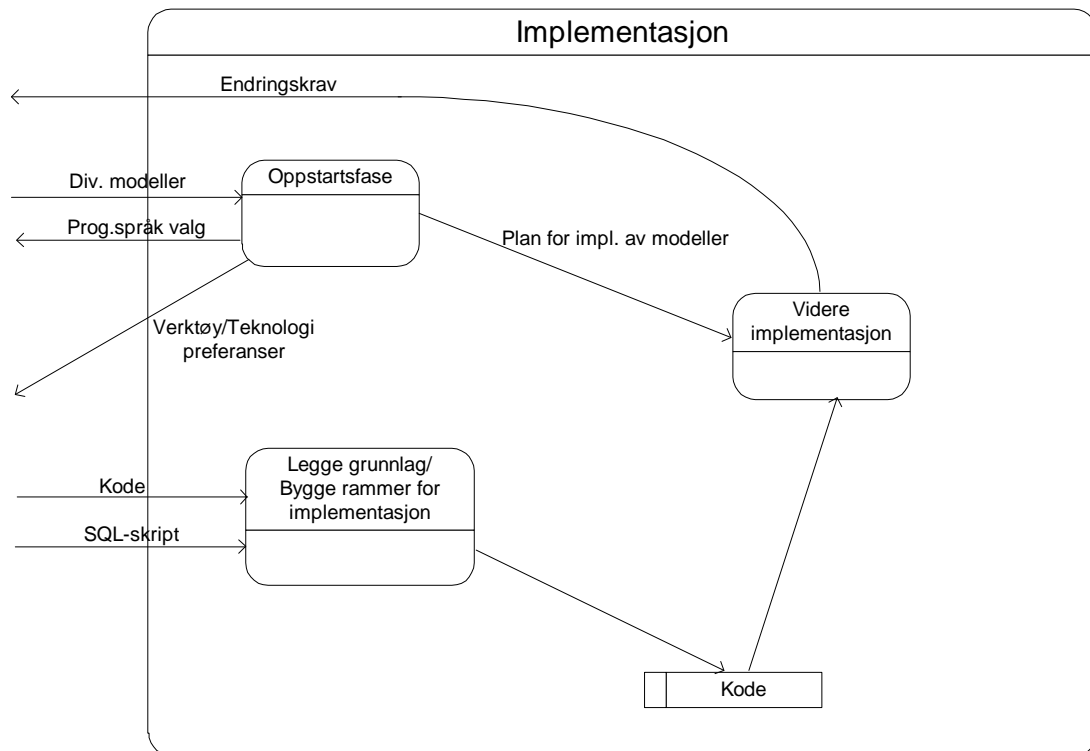 Implementasjon
Endringskrav
Div. modeller
Oppstartsfase
Prog.språk valg
Plan for impl. av modeller
Verktøy/Teknologi
preferanser
Videre
implementasjon
Legge grunnlag/
Bygge rammer for
implementasjon
Kode
SQL-skript
Kode